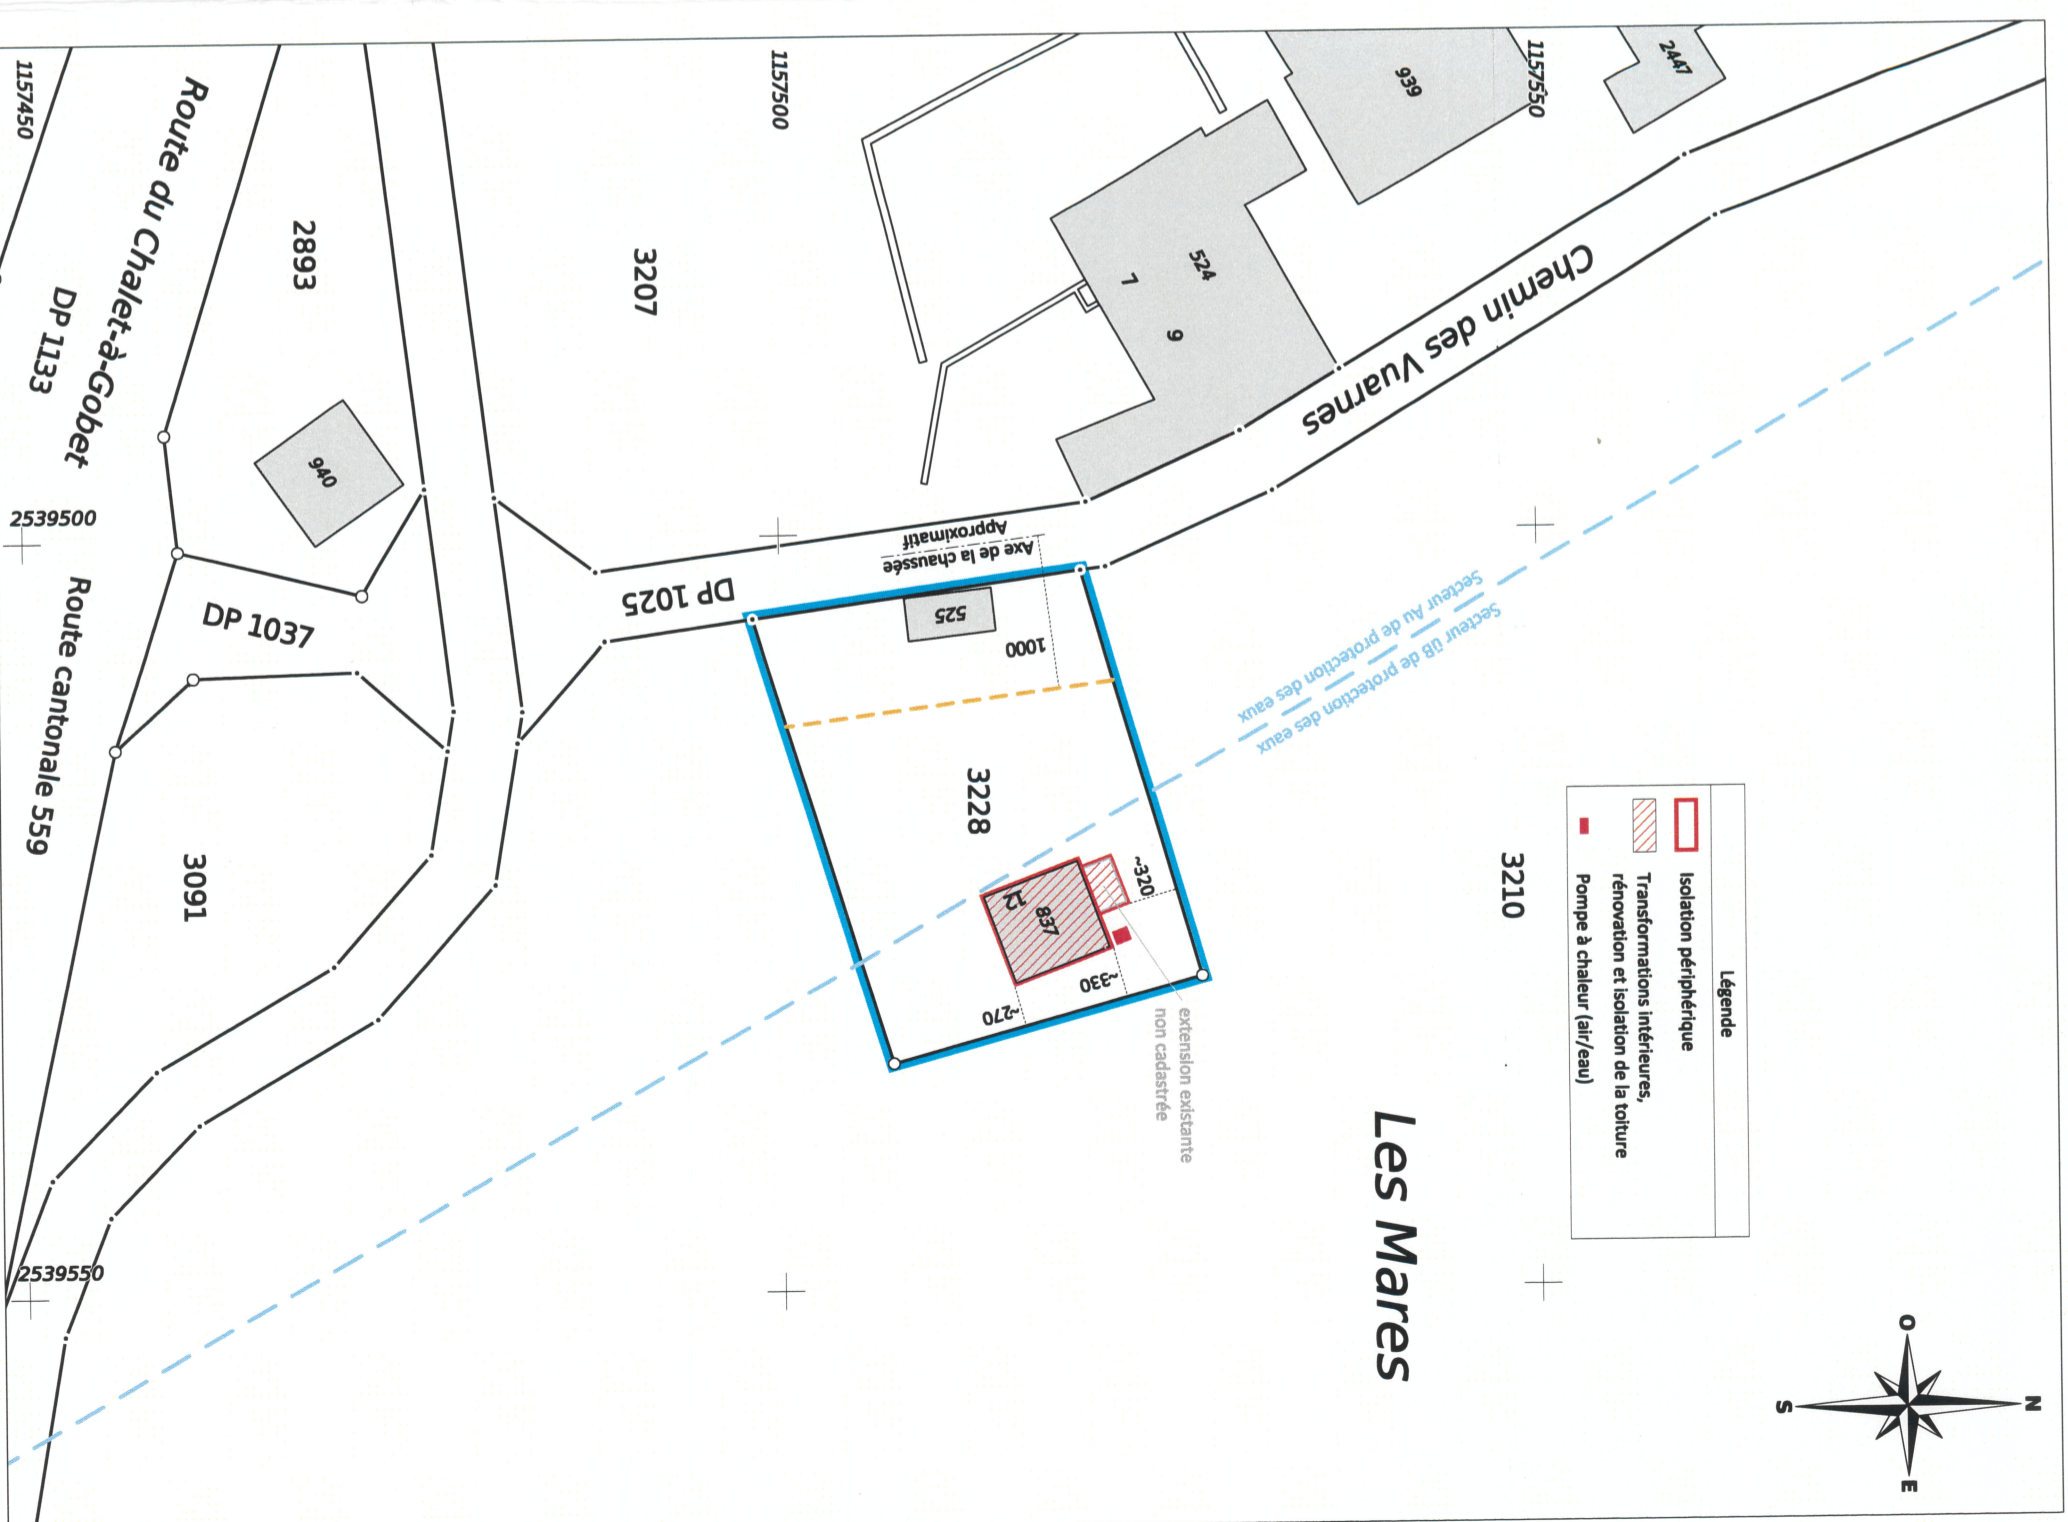 2447
1157550
939
1157500
1157450
Route du Chalet-à-Gobet
DP 1133
2893
3207
524
7
9
Chemin des Vuarnes
940
2539500
Approximatif
Axe de la chaussée
DP 1025
525
1000
DP 1037
Route cantonale 559
Secteur Au de protection des eaux
Secteur üB de protection des eaux
3228
3091
3210
837
12
~320
~330
~270
extension existante
non cadastrée
Légende
Isolation périphérique
Transformations intérieures,
rénovation et isolation de la toiture
Pompe à chaleur (air/eau)
Les Mares
2539550
N
O
E
S